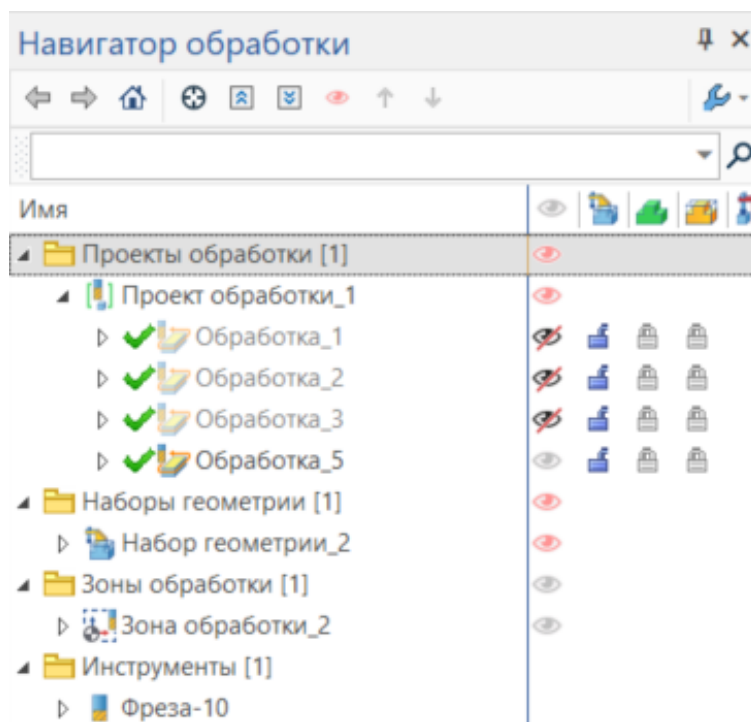 Навигатор обработки
Имя
Проекты обработки [1]
Проект обработки_1
Обработка_1
Обработка_2
Обработка_3
Обработка_5
Наборы геометрии [1]
Набор геометрии_2
Зоны обработки [1]
Зона обработки_2
Инструменты [1]
Фреза-10